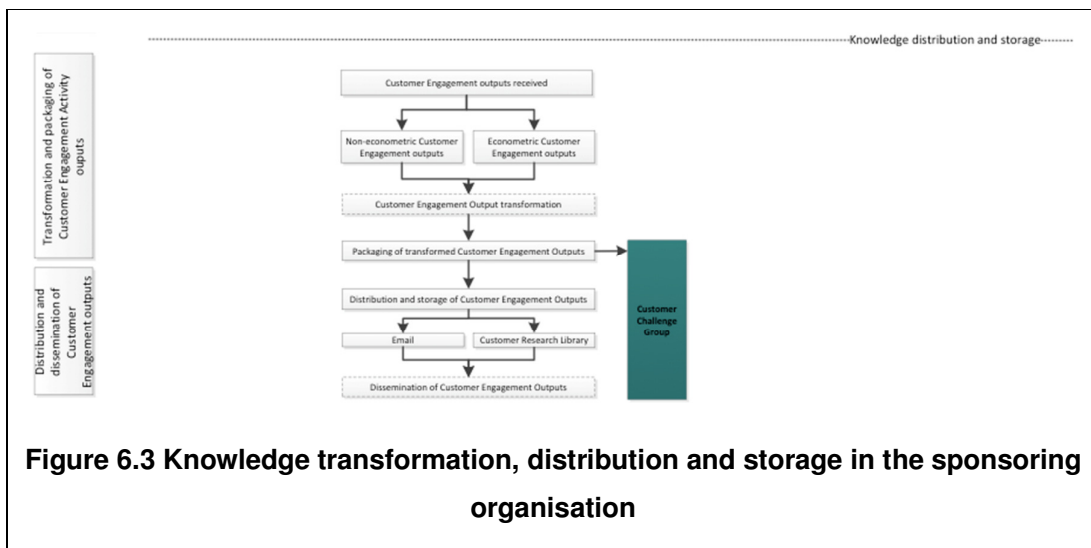 Knowledge distribution and storage
Transformation and packaging of
Customer Engagement Activity
ouputs
Customer Engagement outputs received
Non-econometric Customer
Engagement outputs
Econometric Customer
Engagement outputs
Customer Engagement Output transformation
Packaging of transformed Customer Engagement Outputs
Distribution and
dissemination of
Customer
Engagement outputs
Distribution and storage of Customer Engagement Outputs
Customer
Challenge
Group
Email
Customer Research Library
Dissemination of Customer Engagement Outputs
Figure 6.3 Knowledge transformation, distribution and storage in the sponsoring
organisation